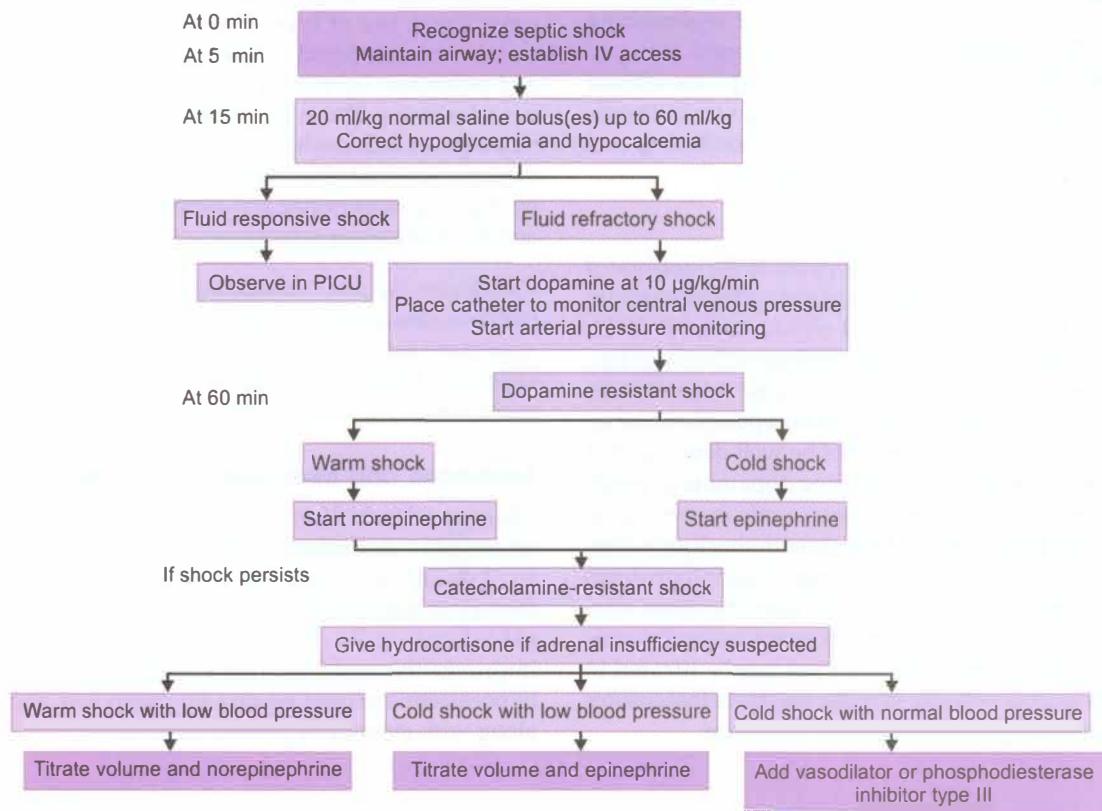 At 0 min
Recognize septic shock
At 5 min
Maintain airway; establish IV access
At 15 min
20 ml/kg normal saline bolus(es) up to 60 ml/kg
Correct hypoglycemia and hypocalcemia
Fluid responsive shock
Fluid refractory shock
Observe in PICU
Start dopamine at 10 µg/kg/min
Place catheter to monitor central venous pressure
Start arterial pressure monitoring
At 60 min
Dopamine resistant shock
Warm shock
Cold shock
Start norepinephrine
Start epinephrine
If shock persists
Catecholamine-resistant shock
Give hydrocortisone if adrenal insufficiency suspected
Warm shock with low blood pressure
Cold shock with low blood pressure
Cold shock with normal blood pressure
Titrate volume and norepinephrine
Titrate volume and epinephrine
Add vasodilator or phosphodiesterase
inhibitor type III